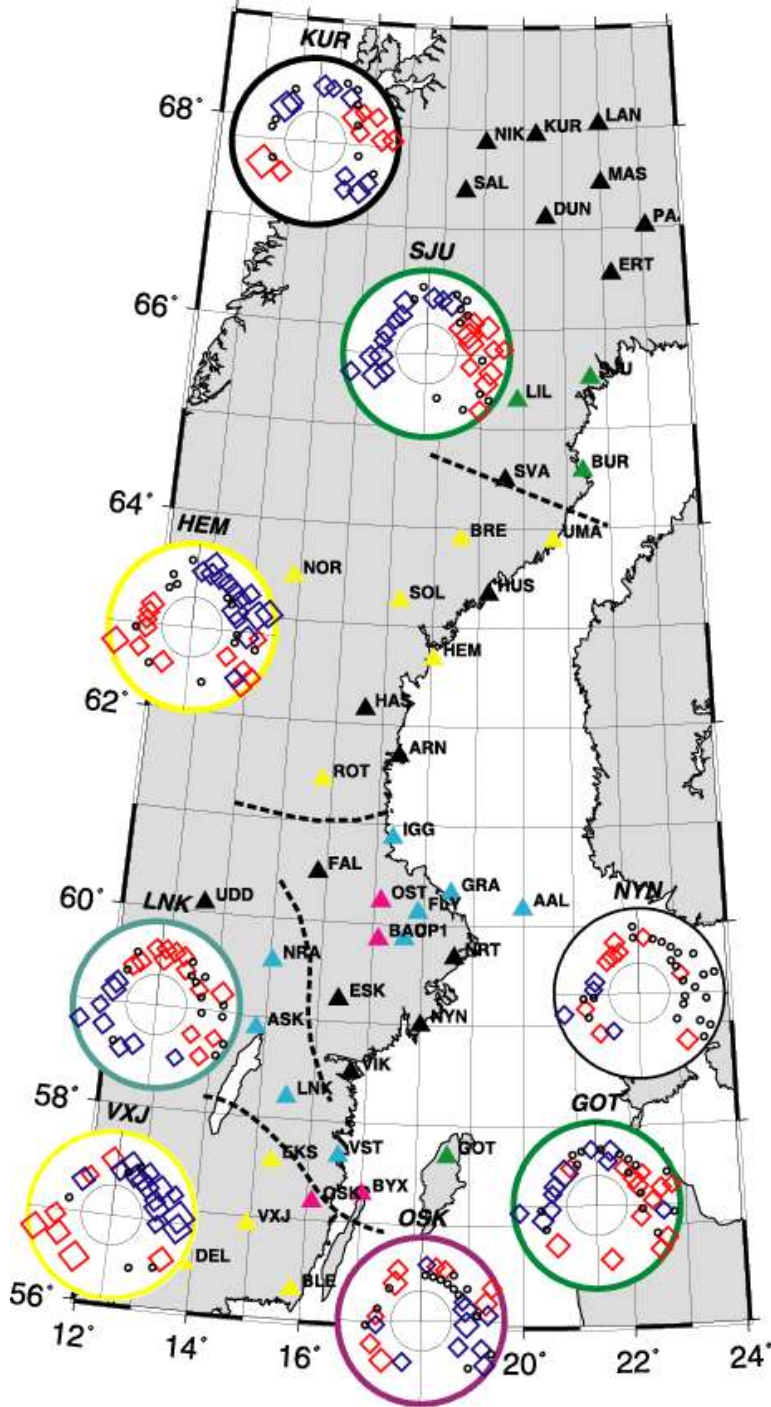 KUR
68°
LAN
NIK
KUR
SAL
MAS
DUN
PA
SJU
ERT
66°
SJU
LIL
BUR
SVA
64°
HEM
BRE
UMA
NOR
SOL
HUS
HEM
62°
HAS
ARN
ROT
IGG
FAL
60°
UDD
OST
GRA
FLY
AAL
NYN
LNK
NRA
BAC
UP1
NRT
ESK
ASK
NYN
VIK
58°
LNK
GOT
VXJ
EKS
VST
GOT
OSK
BYX
VXJ
OSK
DEL
56°
BLE
12°
14°
16°
20°
22°
24°